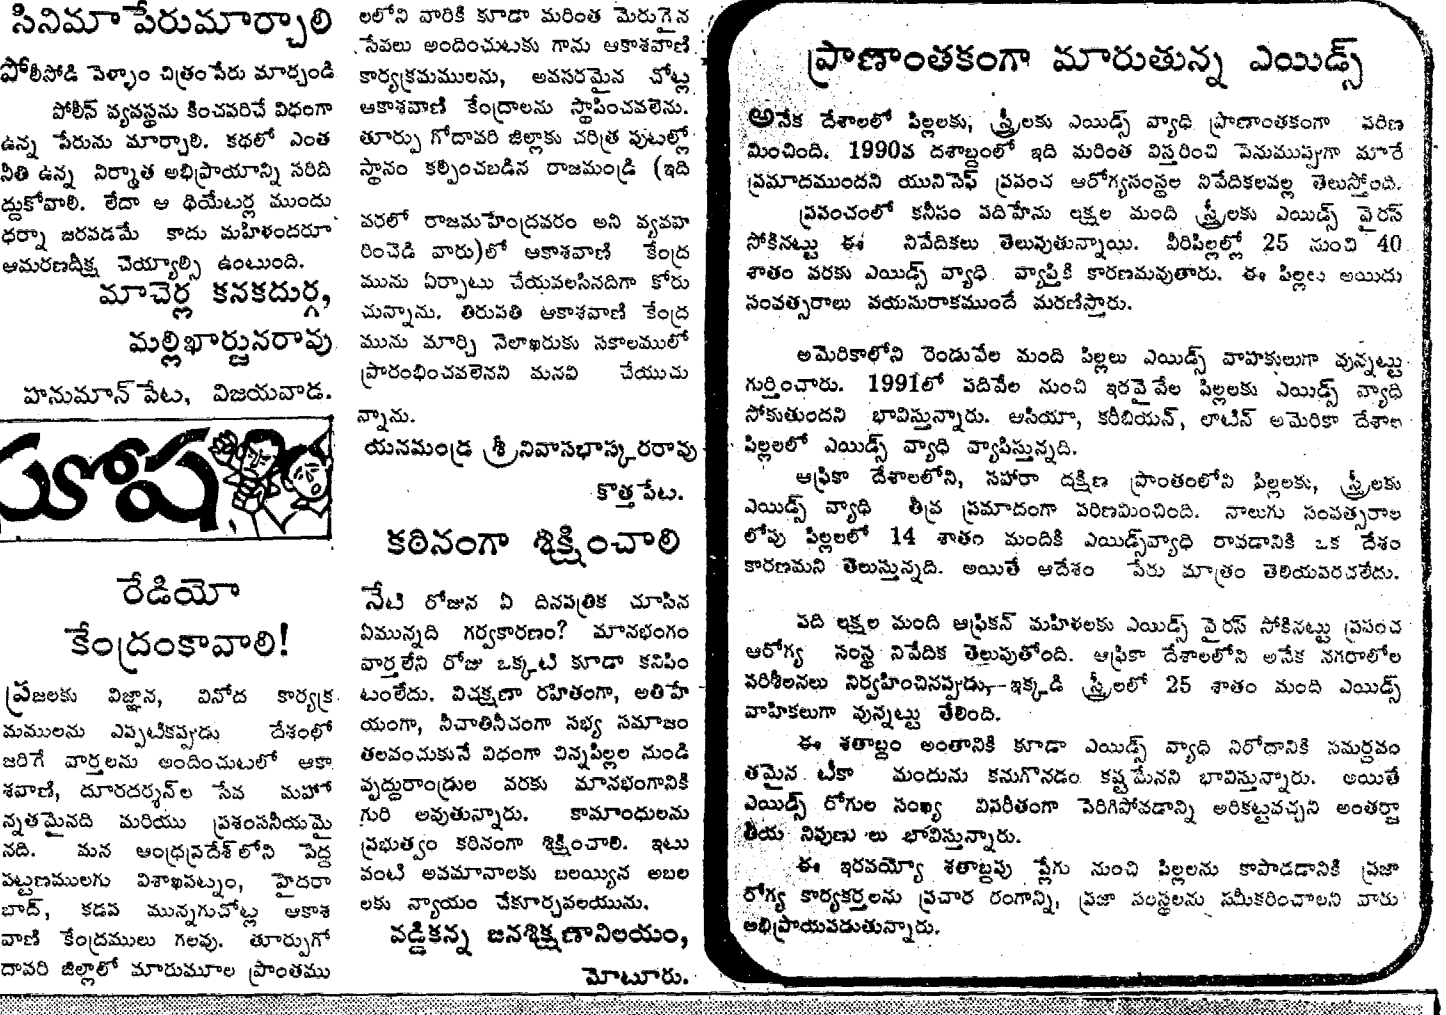 సినిమా పేరుమార్చాలి
పోలీసోడి పెళ్ళాం చిత్రంపేరు మార్చండి
పోలీస్ వ్యవస్థను కించపరిచే విధంగా
ఉన్న పేరును మార్చాలి. కథలో ఎంత
నీతి ఉన్న నిర్మాత అభిప్రాయాన్ని సరిది
ద్దుకోవాలి. లేదా ఆ థియేటర్ల ముందు
ధర్నా జరపడమే కాదు మహిళందరూ
ఆమరణదీక్ష చెయ్యాల్సి ఉంటుంది.
మాచెర్ల కనకదుర్గ,
మల్లిఖార్జునరావు
హనుమాన్ పేట, విజయవాడ.
ఘోష
రేడియో
కేంద్రంకావాలి!
ప్రజలకు విజ్ఞాన, వినోద కార్యక్ర
మములను ఎప్పటికప్పడు దేశంలో
జరిగే వార్తలను అందించుటలో ఆకా
శవాణి, దూరదర్శన్‌ల సేవ మహో
న్నతమైనది మరియు ప్రశంసనీయమై
నది. మన ఆంధ్రప్రదేశ్‌లోని పెద్ద
పట్టణములగు విశాఖపట్నం, హైదరా
బాద్, కడప మున్నగుచోట్ల ఆకాశ
వాణి కేంద్రములు గలవు. తూర్పుగో
దావరి జిల్లాలో మారుమూల ప్రాంతము
లలోని వారికి కూడా మరింత మెరుగైన
సేవలు అందించుటకు గాను ఆకాశవాణి
కార్యక్రమములను, అవసరమైన చోట్ల
ఆకాశవాణి కేంద్రాలను స్థాపించవలెను.
తూర్పు గోదావరి జిల్లాకు చరిత్ర పుటల్లో
స్థానం కల్పించబడిన రాజమండ్రి (ఇది
వరలో రాజమహేంద్రవరం అని వ్యవహ
రించెడి వారు)లో ఆకాశవాణి కేంద్ర
మును ఏర్పాటు చేయవలసినదిగా కోరు
చున్నాను. తిరుపతి ఆకాశవాణి కేంద్ర
మును మార్చి నెలాఖరుకు సకాలములో
ప్రారంభించవలెనని మనవి చేయుచు
న్నాను.
యనమండ్ర శ్రీనివాసభాస్కరరావు
కొత్తపేట.
కఠినంగా శిక్షించాలి
నేటి రోజున ఏ దినపత్రిక చూసిన
ఏమున్నది గర్వకారణం? మానభంగం
వార్తలేని రోజు ఒక్కటి కూడా కనిపిం
టంలేదు. విచక్షణా రహితంగా, అతిహే
యంగా, నీచాతినీచంగా సభ్య సమాజం
తలవంచుకునే విధంగా చిన్నపిల్లల నుండి
వృద్ధురాండ్రుల వరకు మానభంగానికి
గురి అవుతున్నారు. కామాంధులను
ప్రభుత్వం కఠినంగా శిక్షించాలి. ఇటు
వంటి అవమానాలకు బలయ్యిన అబల
లకు న్యాయం చేకూర్చవలయును.
వడ్డికన్న జనశిక్షణానిలయం,
మోటూరు.
ప్రాణాంతకంగా మారుతున్న ఎయిడ్స్
అనేక దేశాలలో పిల్లలకు, స్త్రీలకు ఎయిడ్స్ వ్యాధి ప్రాణాంతకంగా పరిణ
మించింది. 1990వ దశాబ్దంలో ఇది మరింత విస్తరించి పెనుముప్పుగా మారే
ప్రమాదముందని యునిసెఫ్ ప్రపంచ ఆరోగ్యసంస్థల నివేదికలవల్ల తెలుస్తోంది.
ప్రపంచంలో కనీసం పదిహేను లక్షల మంది స్త్రీలకు ఎయిడ్స్ వైరస్
సోకినట్టు ఈ నివేదికలు తెలుపుతున్నాయి. వీరిపిల్లల్లో 25 నుంచి 40
శాతం వరకు ఎయిడ్స్ వ్యాధి వ్యాప్తికి కారణమవుతారు. ఈ పిల్లలు అయిదు
సంవత్సరాలు వయసురాకముందే మరణిస్తారు.
అమెరికాలోని రెండువేల మంది పిల్లలు ఎయిడ్స్ వాహకులుగా వున్నట్టు
గుర్తించారు. 1991లో పదివేల నుంచి ఇరవైవేల పిల్లలకు ఎయిడ్స్ వ్యాధి
సోకుతుందని భావిస్తున్నారు. ఆసియా, కరీబియన్, లాటిన్ అమెరికా దేశాల
పిల్లలలో ఎయిడ్స్ వ్యాధి వ్యాపిస్తున్నది.
ఆఫ్రికా దేశాలలోని, సహారా దక్షిణ ప్రాంతంలోని పిల్లలకు, స్త్రీలకు
ఎయిడ్స్ వ్యాధి తీవ్ర ప్రమాదంగా పరిణమించింది. నాలుగు సంవత్సరాల
లోపు పిల్లలలో 14 శాతం మందికి ఎయిడ్స్‌వ్యాధి రావడానికి ఒక దేశం
కారణమని తెలుస్తున్నది. అయితే ఆదేశం పేరు మాత్రం తెలియపరచలేదు.
పది లక్షల మంది ఆఫ్రికన్ మహిళలకు ఎయిడ్స్ వైరస్ సోకినట్టు ప్రపంచ
ఆరోగ్య సంస్థ నివేదిక తెలుపుతోంది. ఆఫ్రికా దేశాలలోని అనేక నగరాలోల
పరిశీలనలు నిర్వహించినప్పడు, ఇక్కడి స్త్రీలలో 25 శాతం మంది ఎయిడ్స్
వాహికలుగా వున్నట్టు తేలింది.
ఈ శతాబ్దం అంతానికి కూడా ఎయిడ్స్ వ్యాధి నిరోధానికి సమర్ధవం
తమైన టీకా మందును కనుగొనడం కష్టమేనని భావిస్తున్నారు. అయితే
ఎయిడ్స్ రోగుల సంఖ్య విపరీతంగా పెరిగిపోవడాన్ని అరికట్టవచ్చని అంతర్జా
తీయ నిపుణులు భావిస్తున్నారు.
ఈ ఇరవయ్యో శతాబ్దపు ప్లేగు నుంచి పిల్లలను కాపాడడానికి ప్రజా
రోగ్య కార్యకర్తలను ప్రచార రంగాన్ని, ప్రజా సంస్థలను సమీకరించాలని వారు
అభిప్రాయపడుతున్నారు.